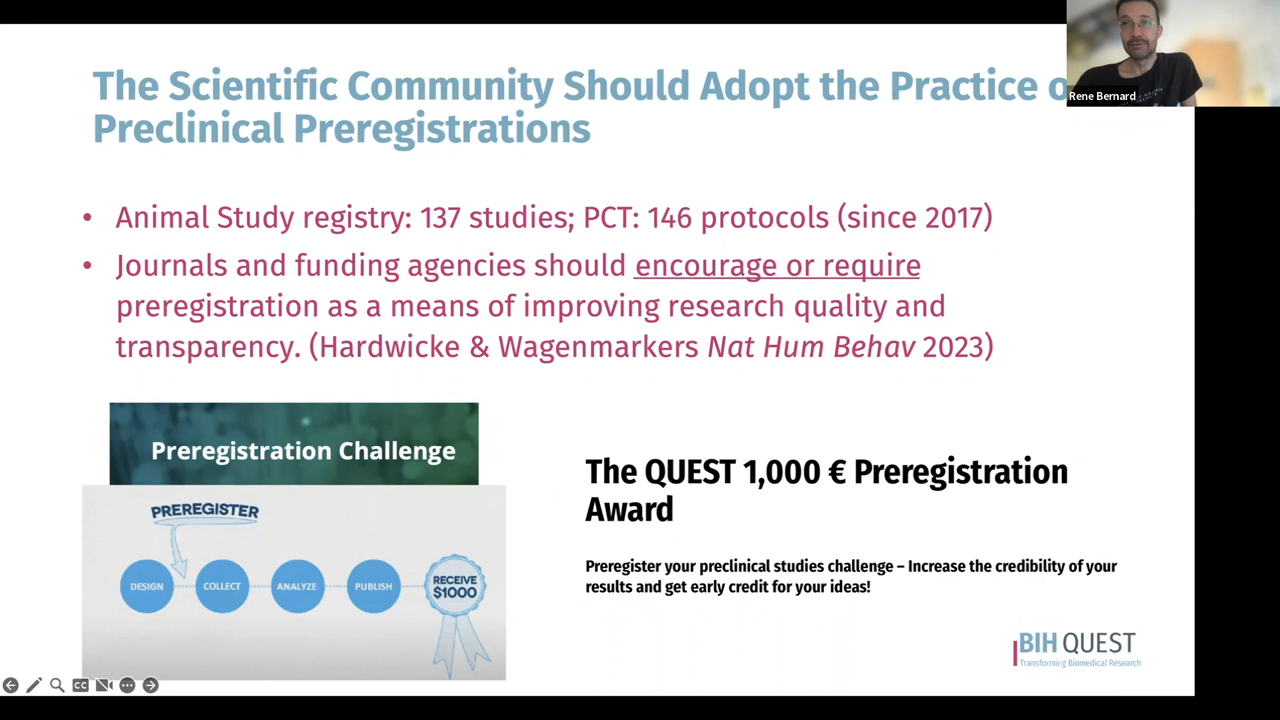 The Scientific Community Should Adopt the Practice o
Preclinical Preregistrations
Rene Bernard
• Animal Study registry: 137 studies; PCT: 146 protocols (since 2017)
• Journals and funding agencies should encourage or require
preregistration as a means of improving research quality and
transparency. (Hardwicke & Wagenmarkers Nat Hum Behav 2023)
Preregistration Challenge
PREREGISTER
DESIGN
COLLECT
ANALYZE
PUBLISH
RECEIVE
$1000
The QUEST 1,000 € Preregistration
Award
Preregister your preclinical studies challenge – Increase the credibility of your
results and get early credit for your ideas!
BIH QUEST
Transforming Biomedical Research
CC